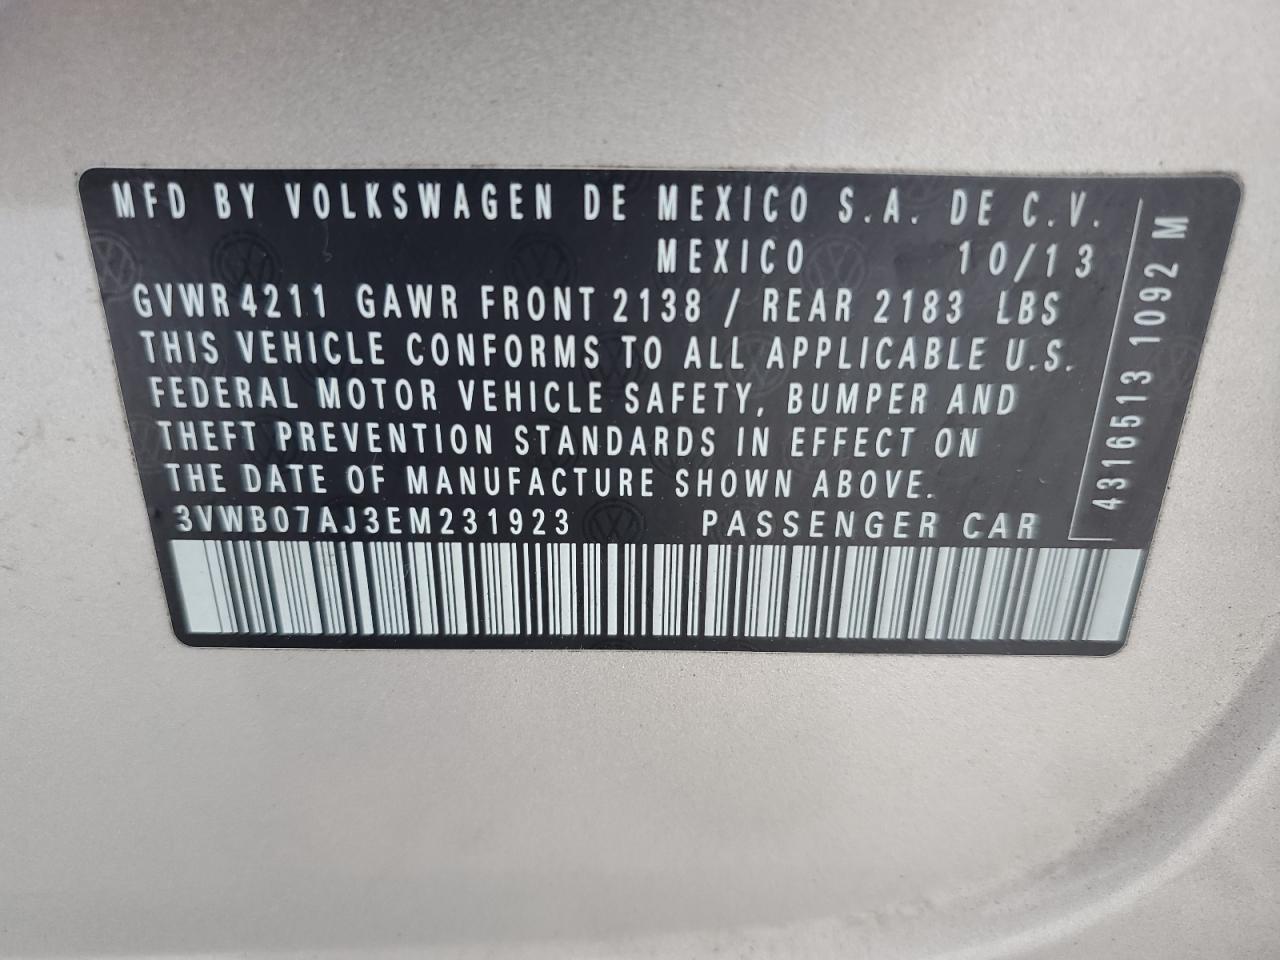 MFD BY VOLKSWAGEN DE MEXICO S.A. DE C.V.
MEXICO 10/13
GVWR 4211 GAWR FRONT 2138 / REAR 2183 LBS
THIS VEHICLE CONFORMS TO ALL APPLICABLE U.S.
FEDERAL MOTOR VEHICLE SAFETY, BUMPER AND
THEFT PREVENTION STANDARDS IN EFFECT ON
THE DATE OF MANUFACTURE SHOWN ABOVE.
3VWB07AJ3EM231923 PASSENGER CAR
4316513 1092 M